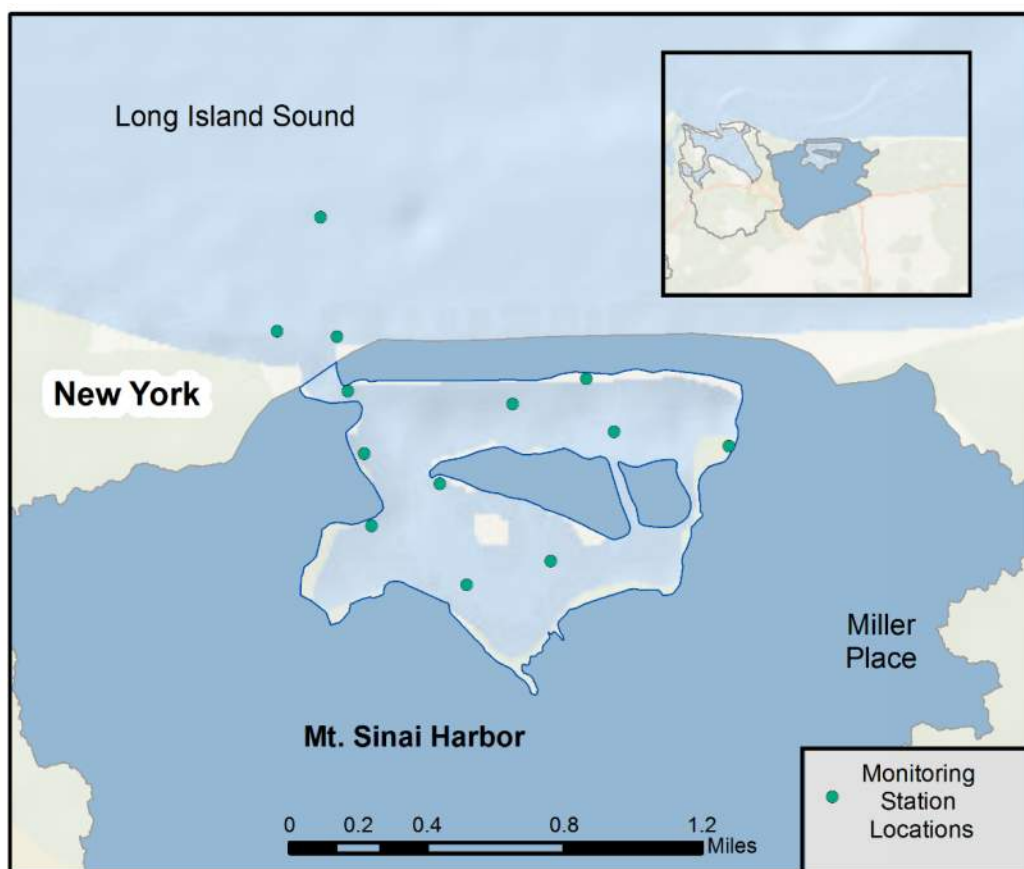 Long Island Sound
New York
Miller
Place
Mt. Sinai Harbor
0 0.2 0.4 0.8 1.2
Miles
Monitoring
Station
Locations